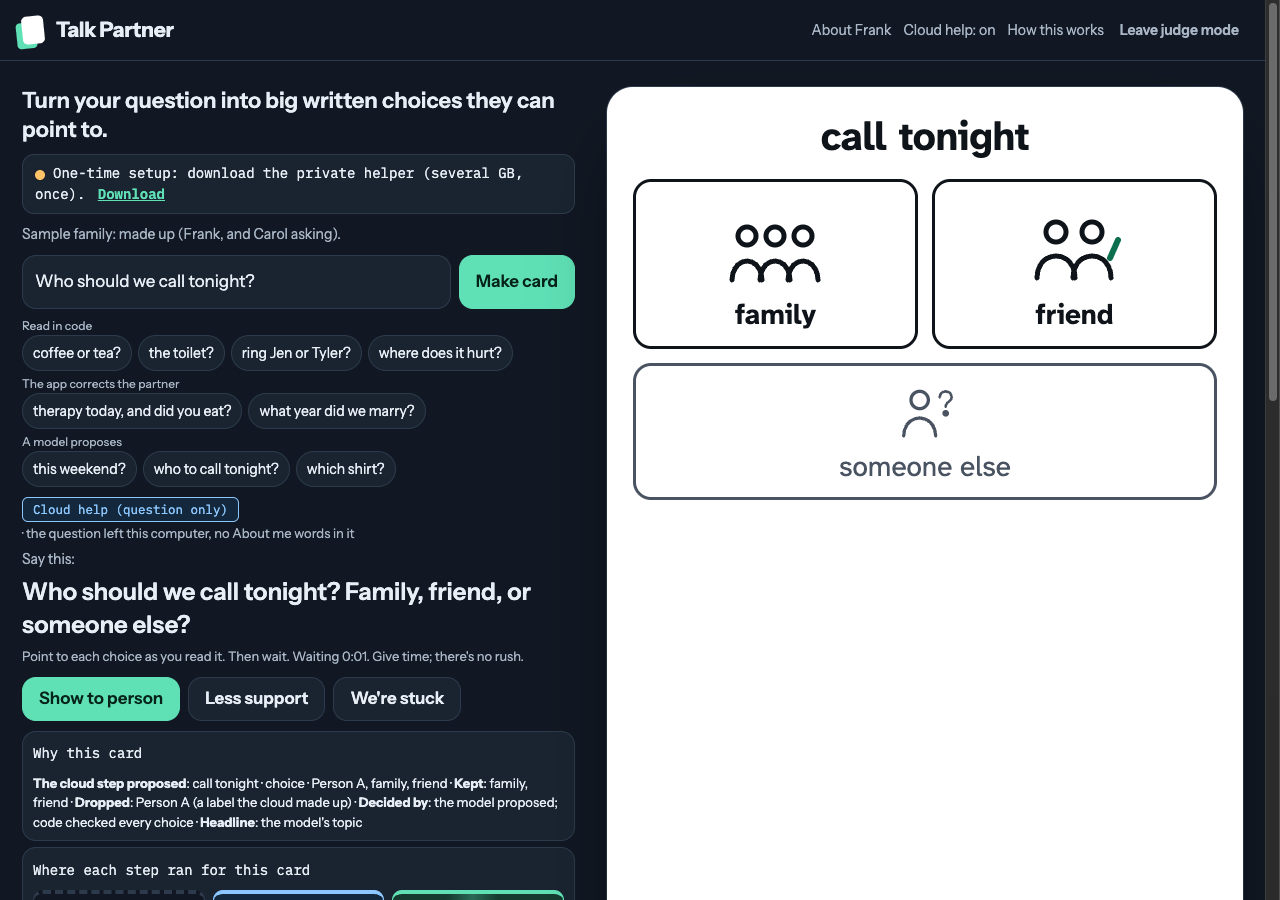 Talk Partner
About Frank Cloud help: on How this works Leave judge mode
Turn your question into big written choices they can
point to.
One-time setup: download the private helper (several GB,
once). Download
Sample family: made up (Frank, and Carol asking).
Who should we call tonight? Make card
Read in code
coffee or tea? the toilet? ring Jen or Tyler? where does it hurt?
The app corrects the partner
therapy today, and did you eat? what year did we marry?
A model proposes
this weekend? who to call tonight? which shirt?
Cloud help (question only)
· the question left this computer, no About me words in it
Say this:
Who should we call tonight? Family, friend, or
someone else?
Point to each choice as you read it. Then wait. Waiting 0:01. Give time; there's no rush.
Show to person Less support We're stuck
Why this card
The cloud step proposed: call tonight · choice · Person A, family, friend · Kept: family,
friend · Dropped: Person A (a label the cloud made up) · Decided by: the model proposed;
code checked every choice · Headline: the model's topic
Where each step ran for this card
call tonight
family friend
?
someone else